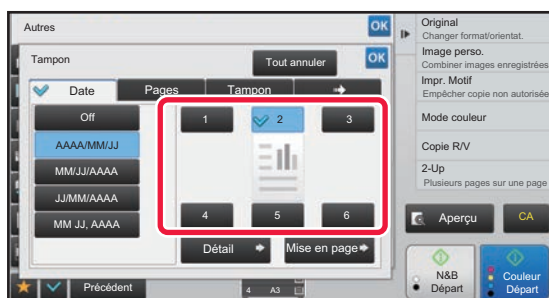 Autres
OK
Tampon
Tout annuler
OK
Date
Pages
Tampon
Off
AAAA/MM/JJ
MM/JJ/AAAA
JJ/MM/AAAA
MM JJ, AAAA
1
2
3
4
5
6
Détail
Mise en page
Précédent
4
A3
Original
Changer format/orientat.
Image perso.
Combiner images enregistrées
Impr. Motif
Empêcher copie non autorisée
Mode couleur
Copie R/V
2-Up
Plusieurs pages sur une page
Aperçu
CA
N&B
Départ
Couleur
Départ